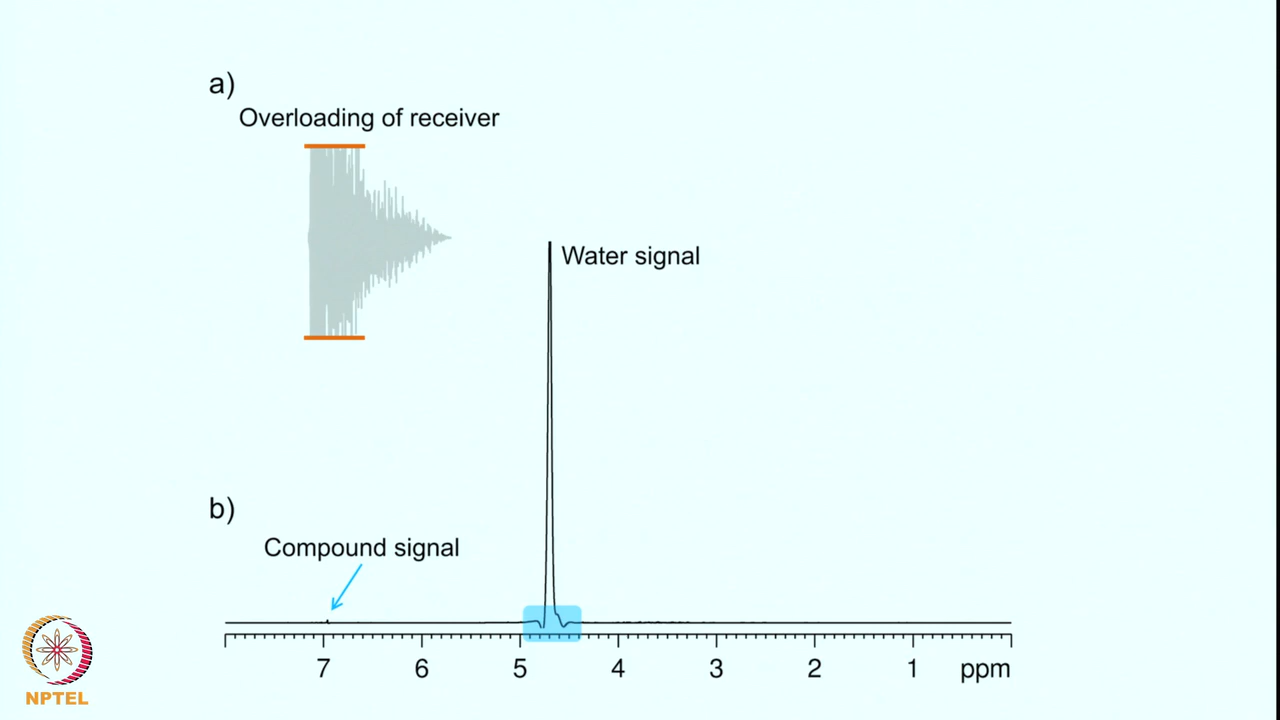 a)
Overloading of receiver
Water signal
b)
Compound signal
7 6 5 4 3 2 1 ppm
NPTEL